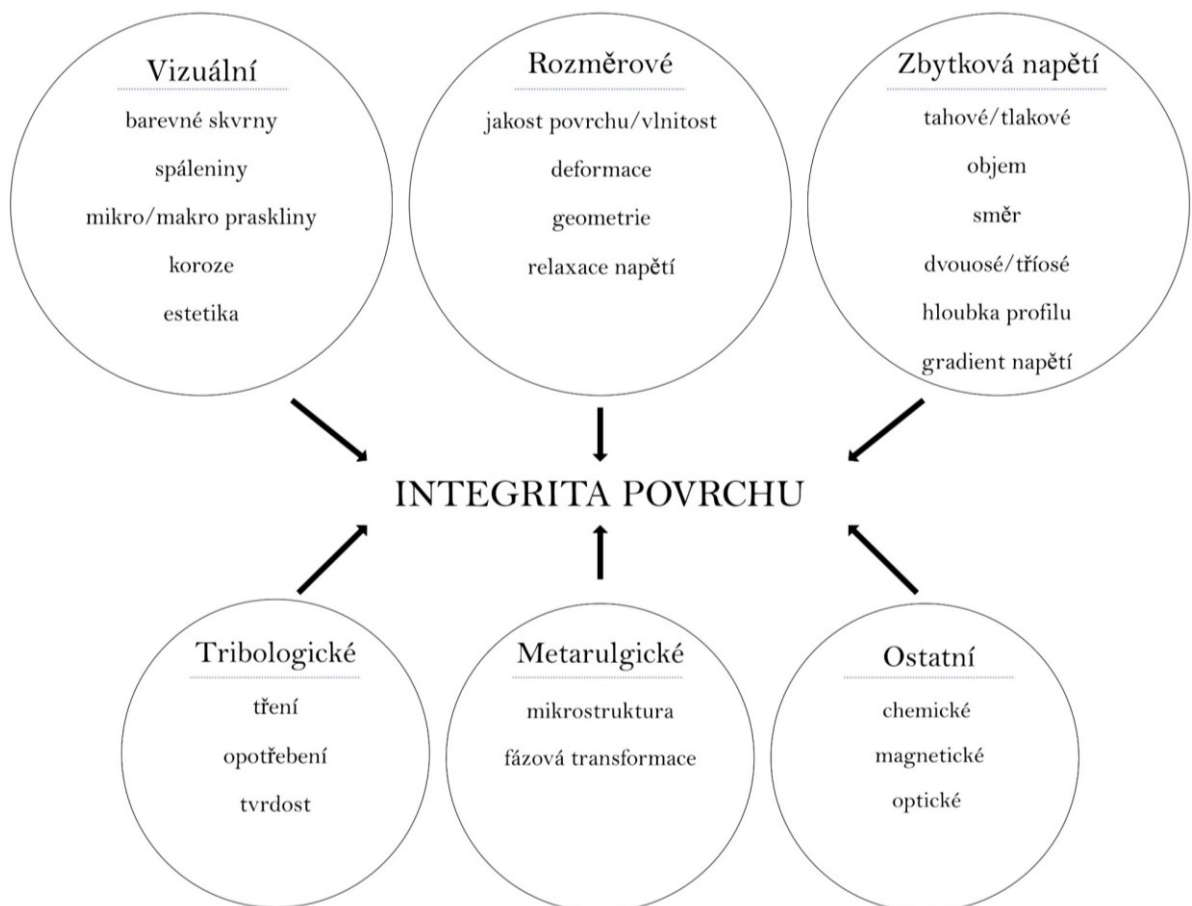 Vizuální
barevné skvrny
spáleniny
mikro/makro praskliny
koroze
estetika
Rozměrové
jakost povrchu/vlnitost
deformace
geometrie
relaxace napětí
Zbytková napětí
tahové/tlakové
objem
směr
dvouosé/tříosé
hloubka profilu
gradient napětí
INTEGRITA POVRCHU
Tribologické
tření
opotřebení
tvrdost
Metarulgické
mikrostruktura
fázová transformace
Ostatní
chemické
magnetické
optické